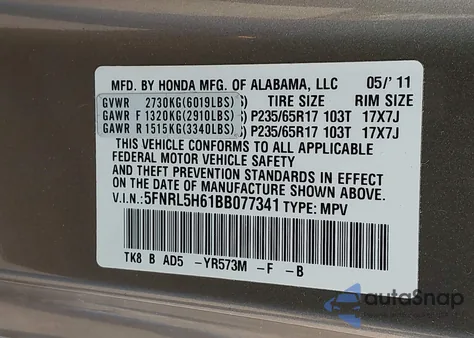 MFD. BY HONDA MFG. OF ALABAMA, LLC 05/'11
GVWR 2730KG(6019LBS) TIRE SIZE RIM SIZE
GAWR F 1320KG(2910LBS) P235/65R17 103T 17X7J
GAWR R 1515KG(3340LBS) P235/65R17 103T 17X7J
THIS VEHICLE CONFORMS TO ALL APPLICABLE
FEDERAL MOTOR VEHICLE SAFETY
AND THEFT PREVENTION STANDARDS IN EFFECT
ON THE DATE OF MANUFACTURE SHOWN ABOVE.
V.I.N.:5FNRL5H61BB077341 TYPE: MPV
TK8 B AD5 -YR573M -F -B
autoSnap